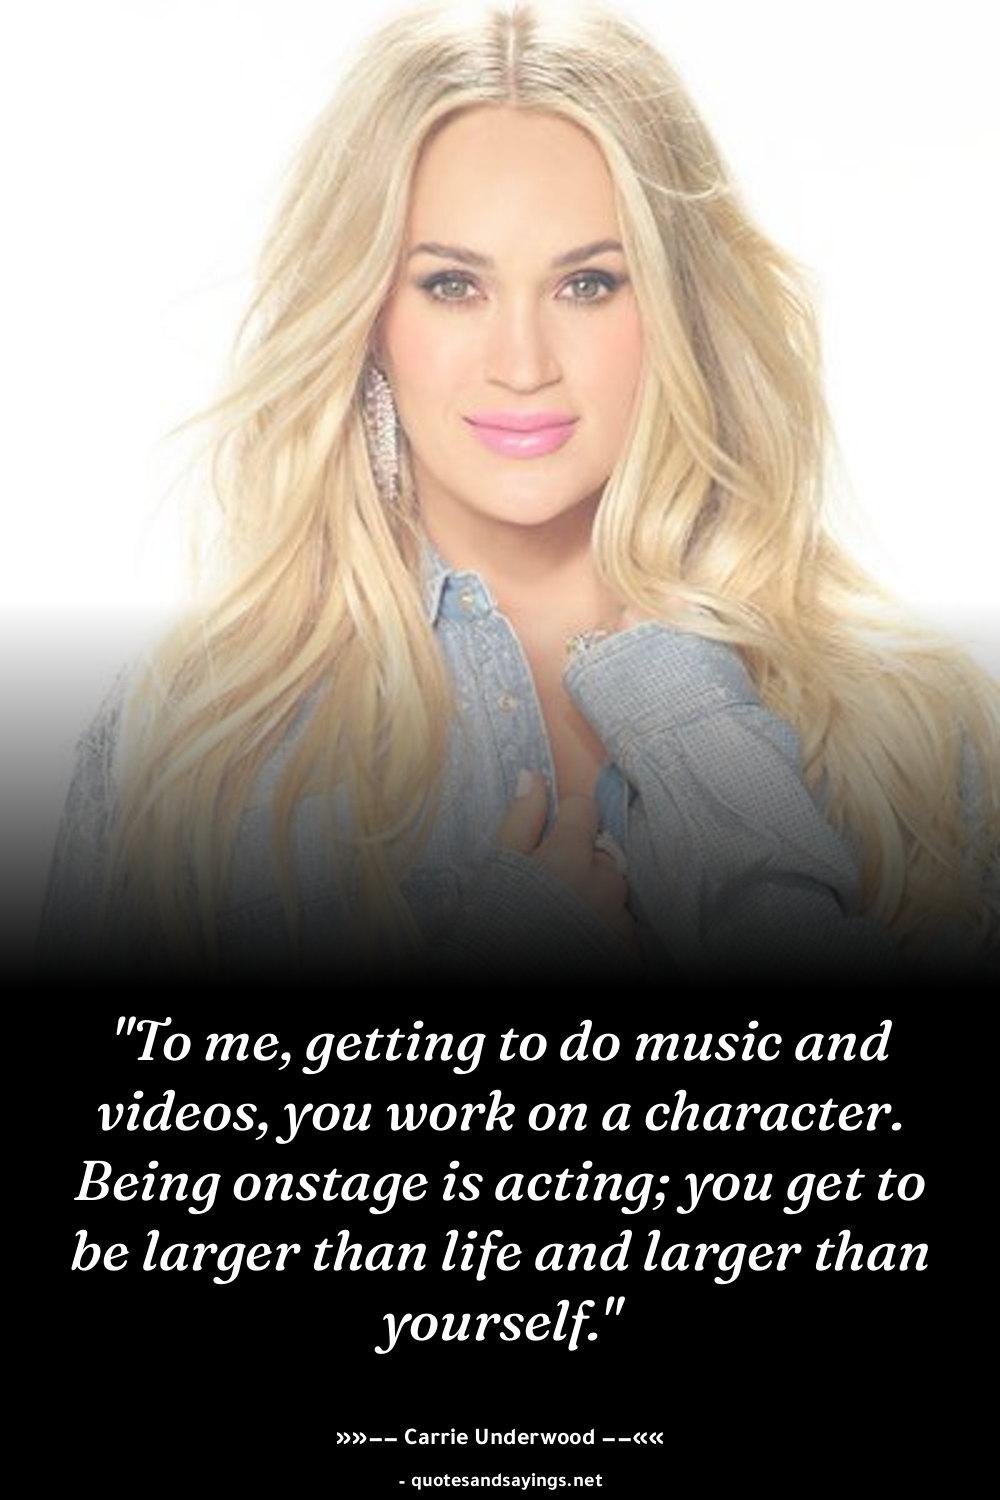 "To me, getting to do music and
videos, you work on a character.
Being onstage is acting; you get to
be larger than life and larger than
yourself."
»»–– Carrie Underwood ––««
- quotesandsayings.net